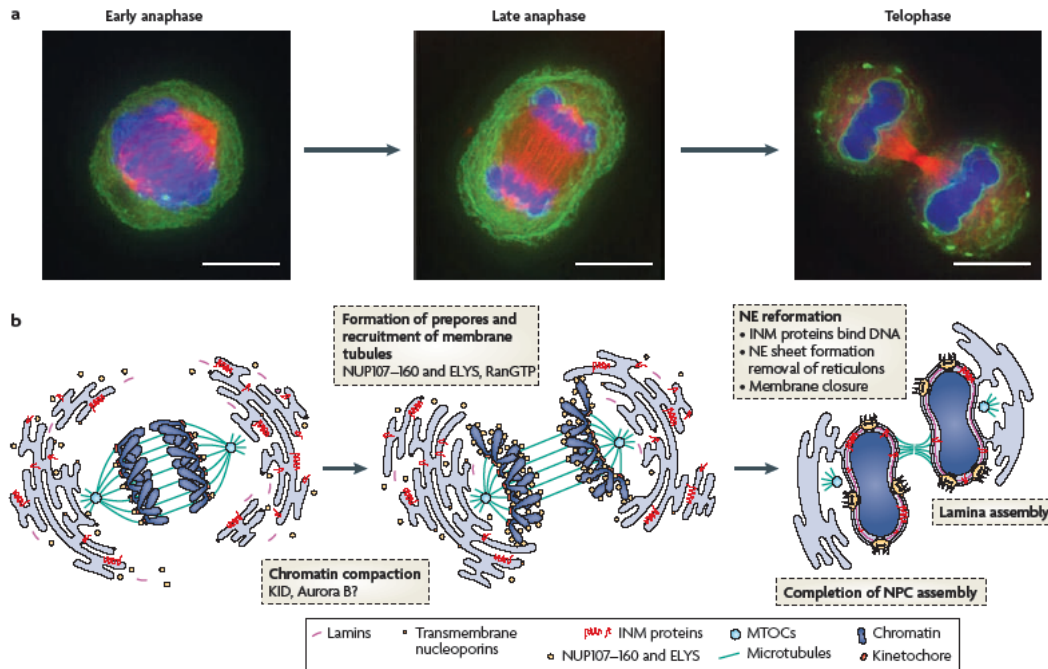 a
Early anaphase
Late anaphase
Telophase
b
Formation of prepores and
recruitment of membrane
tubules
NUP107–160 and ELYS, RanGTP
NE reformation
• INM proteins bind DNA
• NE sheet formation
removal of reticulons
• Membrane closure
Lamina assembly
Chromatin compaction
KID, Aurora B?
Completion of NPC assembly
Lamins
Transmembrane
nucleoporins
INM proteins
NUP107–160 and ELYS
MTOCs
Microtubules
Chromatin
Kinetochore